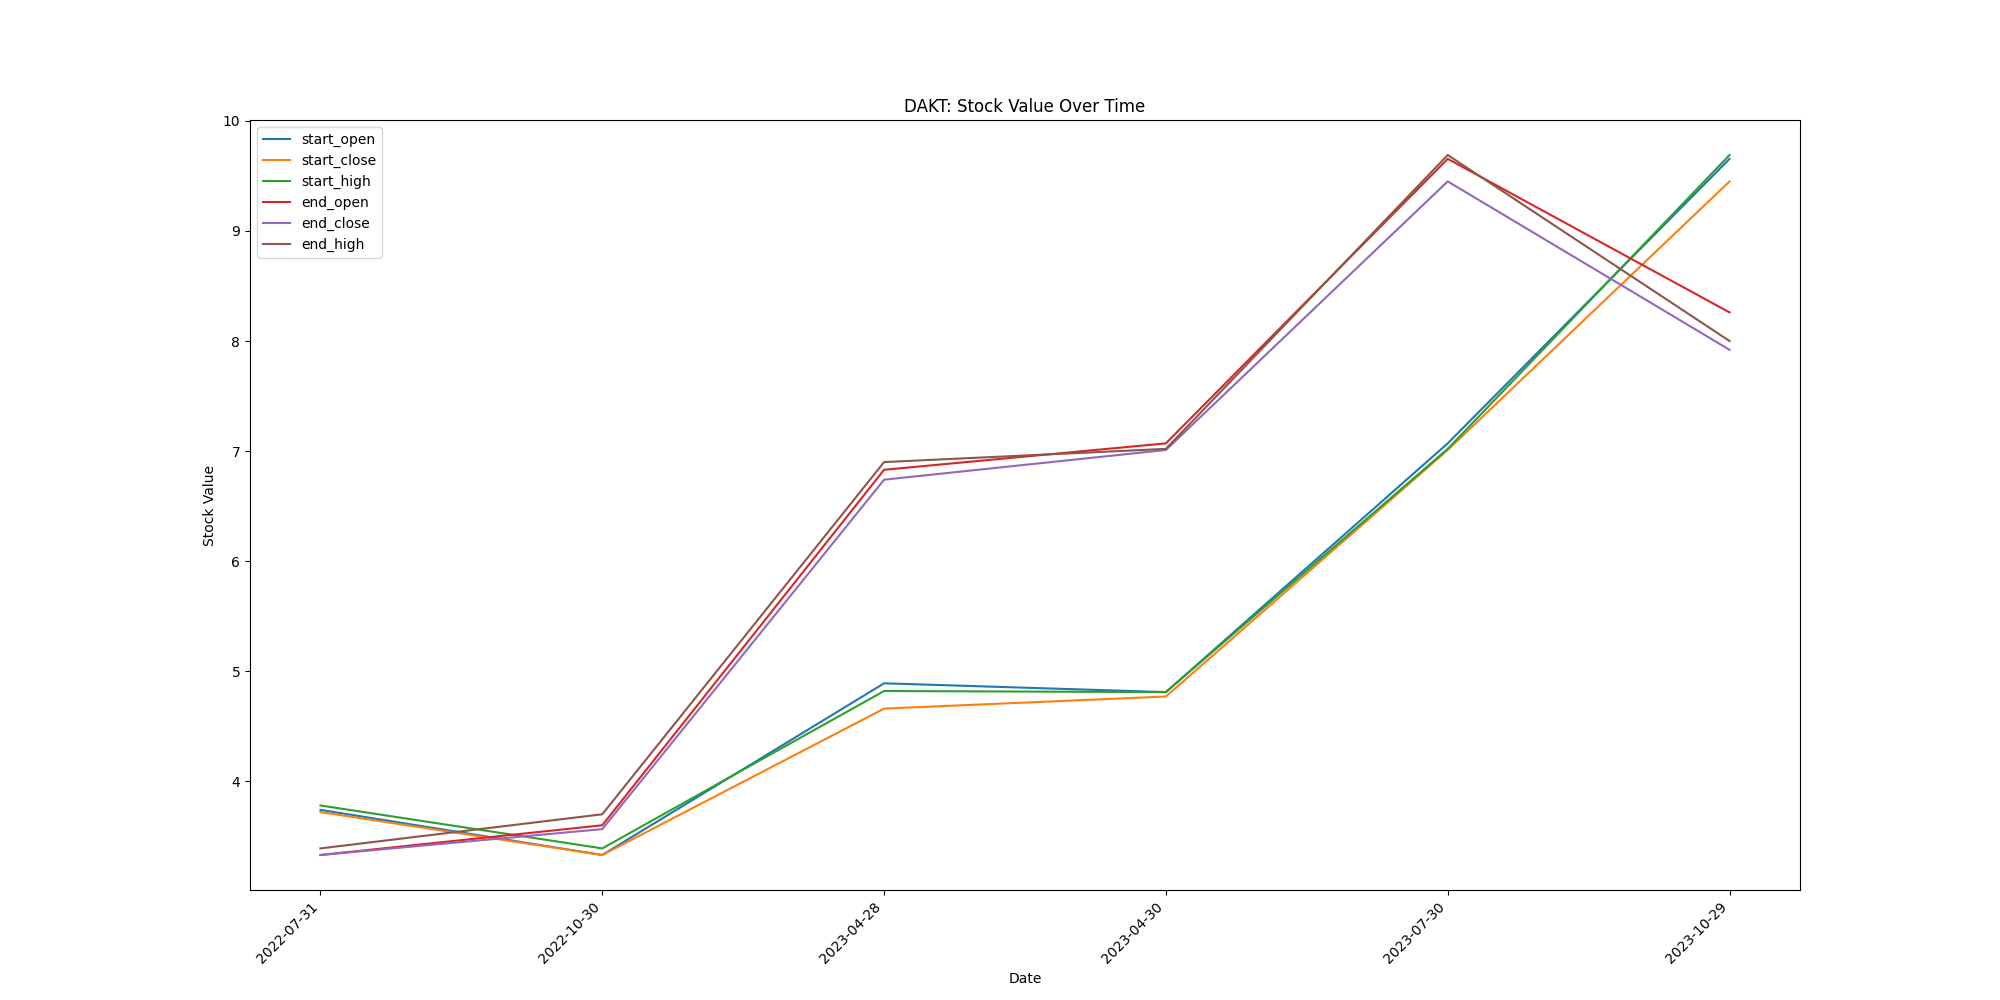 DAKT: Stock Value Over Time
10
9
8
7
6
5
4
Stock Value
start_open
start_close
start_high
end_open
end_close
end_high
2022-07-31
2022-10-30
2023-04-28
2023-04-30
2023-07-30
2023-10-29
Date